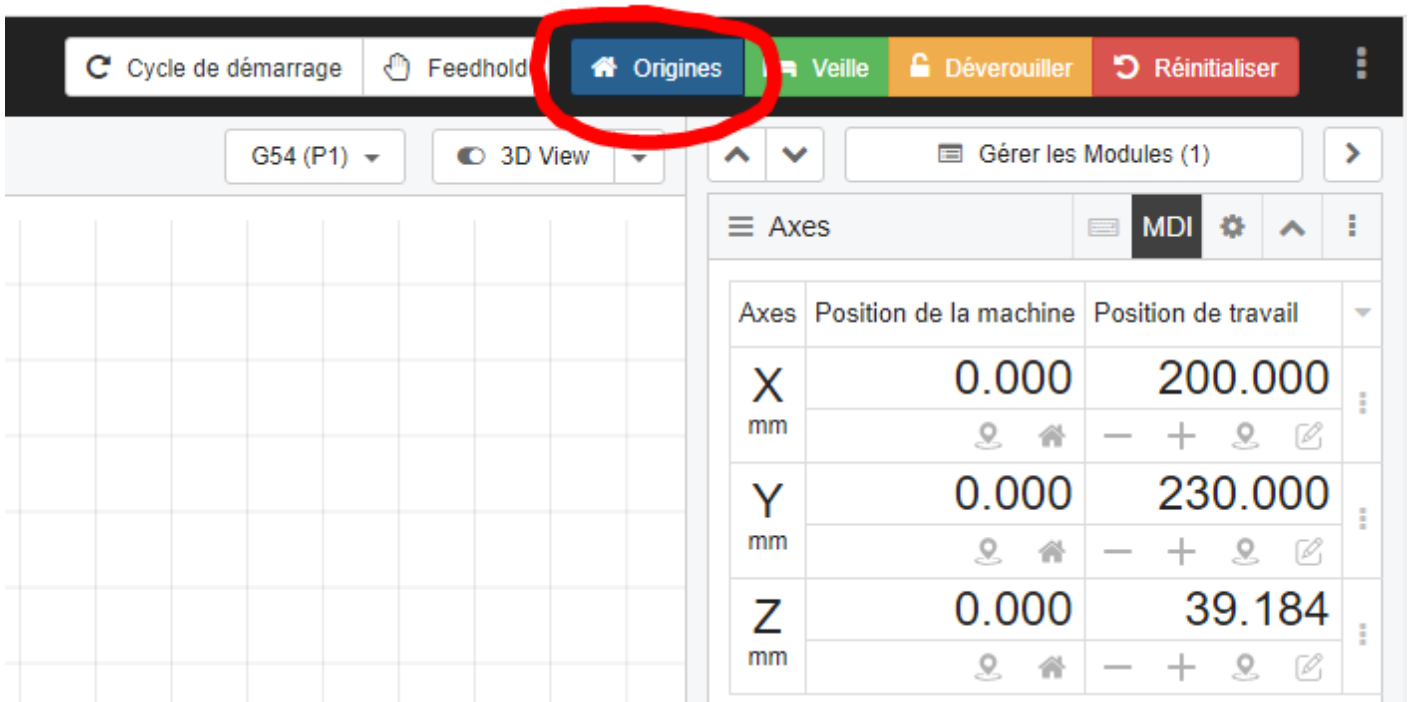 Cycle de démarrage Feedhold Origines Veille Déverouiller Réinitialiser
G54 (P1) 3D View Gérer les Modules (1)
Axes MDI
Axes Position de la machine Position de travail
X 0.000 200.000
mm
Y 0.000 230.000
mm
Z 0.000 39.184
mm